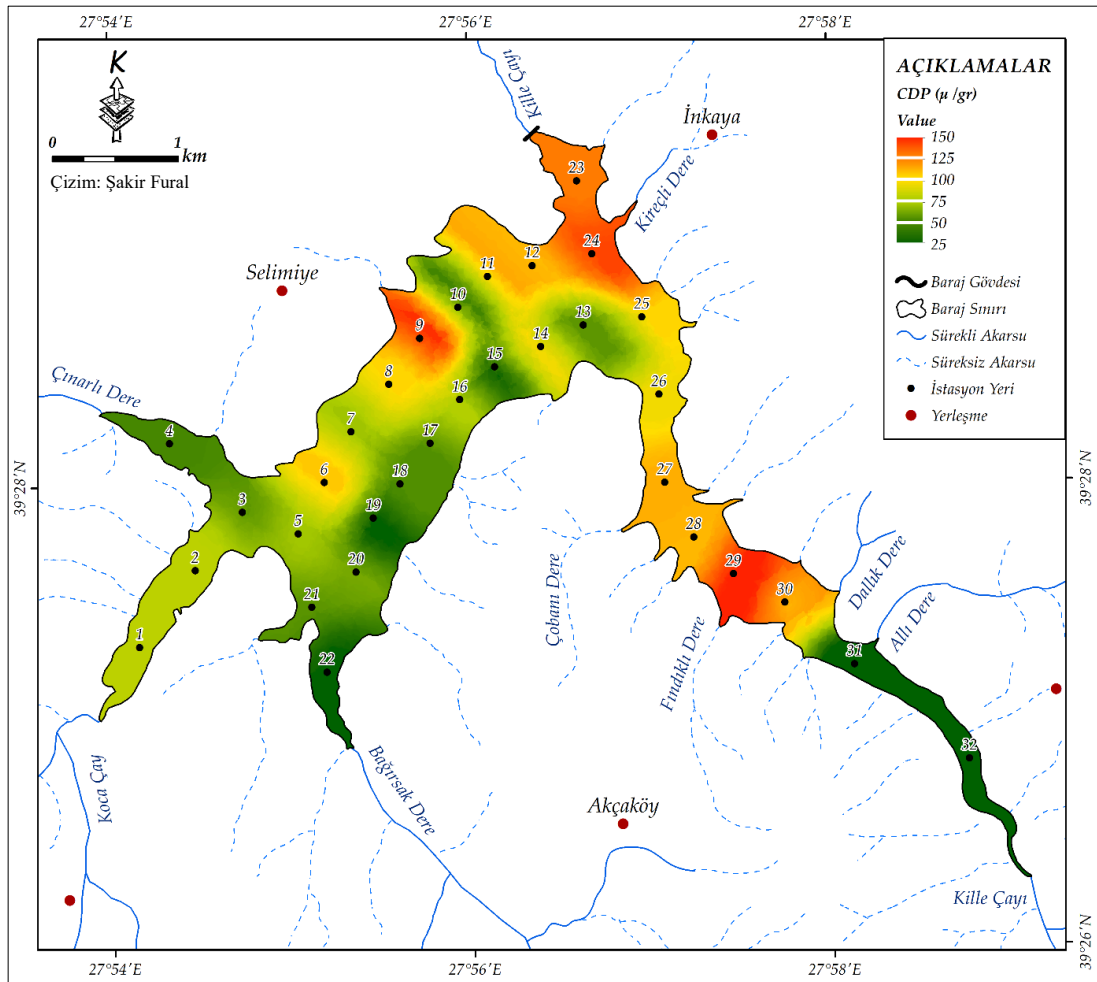 27°54'E
27°56'E
27°58'E
K
0
1
km
Çizim: Şakir Fural
AÇIKLAMALAR
CDP (µ /gr)
Value
150
125
100
75
50
25
Baraj Gövdesi
Baraj Sınırı
Sürekli Akarsu
Süreksiz Akarsu
İstasyon Yeri
Yerleşme
Kille Çayı
İnkaya
Kireçli Dere
23
24
12
11
10
25
13
14
9
15
8
16
26
Selimiye
Çınarlı Dere
7
17
4
6
18
27
39°28'N
39°28'N
3
19
5
28
2
20
29
30
21
1
22
31
32
Çobanı Dere
Fındıklı Dere
Dallık Dere
Allı Dere
Koca Çay
Bağırsak Dere
Akçaköy
Kille Çayı
39°26'N
27°54'E
27°56'E
27°58'E